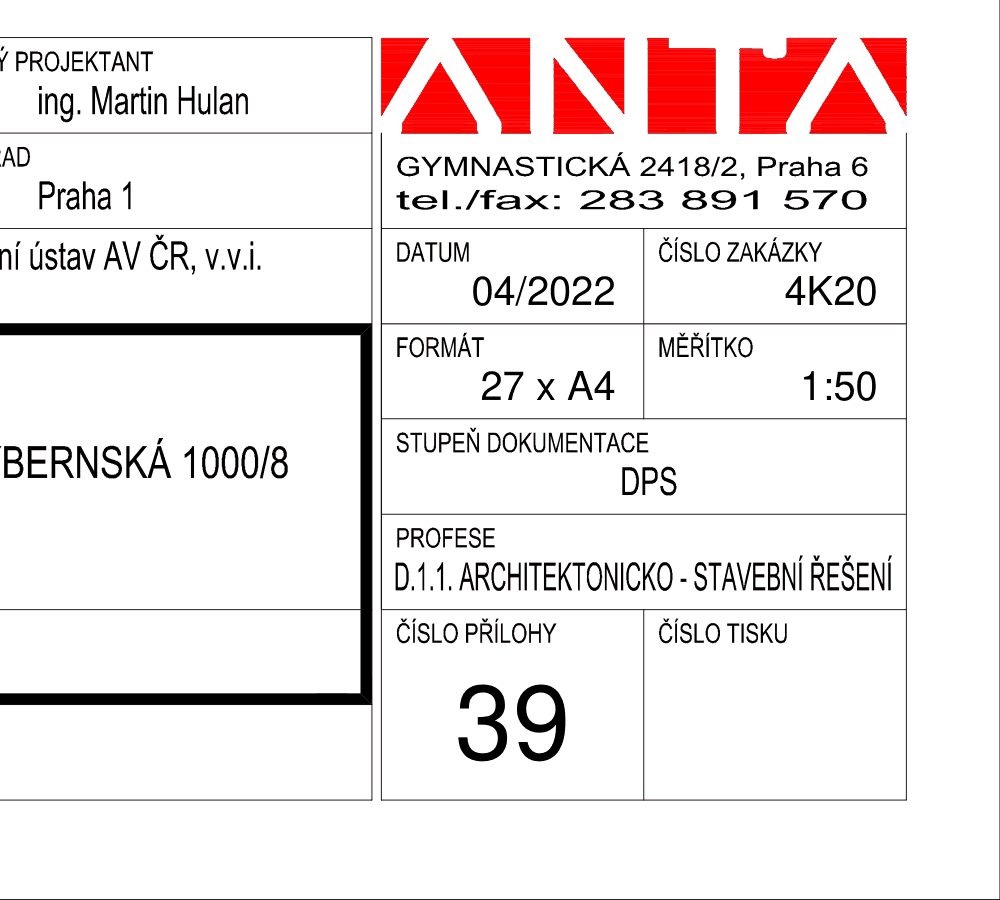 Ý PROJEKTANT
ing. Martin Hulan
Praha 1
ní ústav AV ČR, v.v.i.
BERNSKÁ 1000/8
ANTA
GYMNASTICKÁ 2418/2, Praha 6
tel./fax: 283 891 570
DATUM
04/2022
ČÍSLO ZAKÁZKY
4K20
FORMÁT
27 x A4
MĚŘÍTKO
1:50
STUPEŇ DOKUMENTACE
DPS
PROFESE
D.1.1. ARCHITEKTONICKO - STAVEBNÍ ŘEŠENÍ
ČÍSLO PŘÍLOHY
39
ČÍSLO TISKU